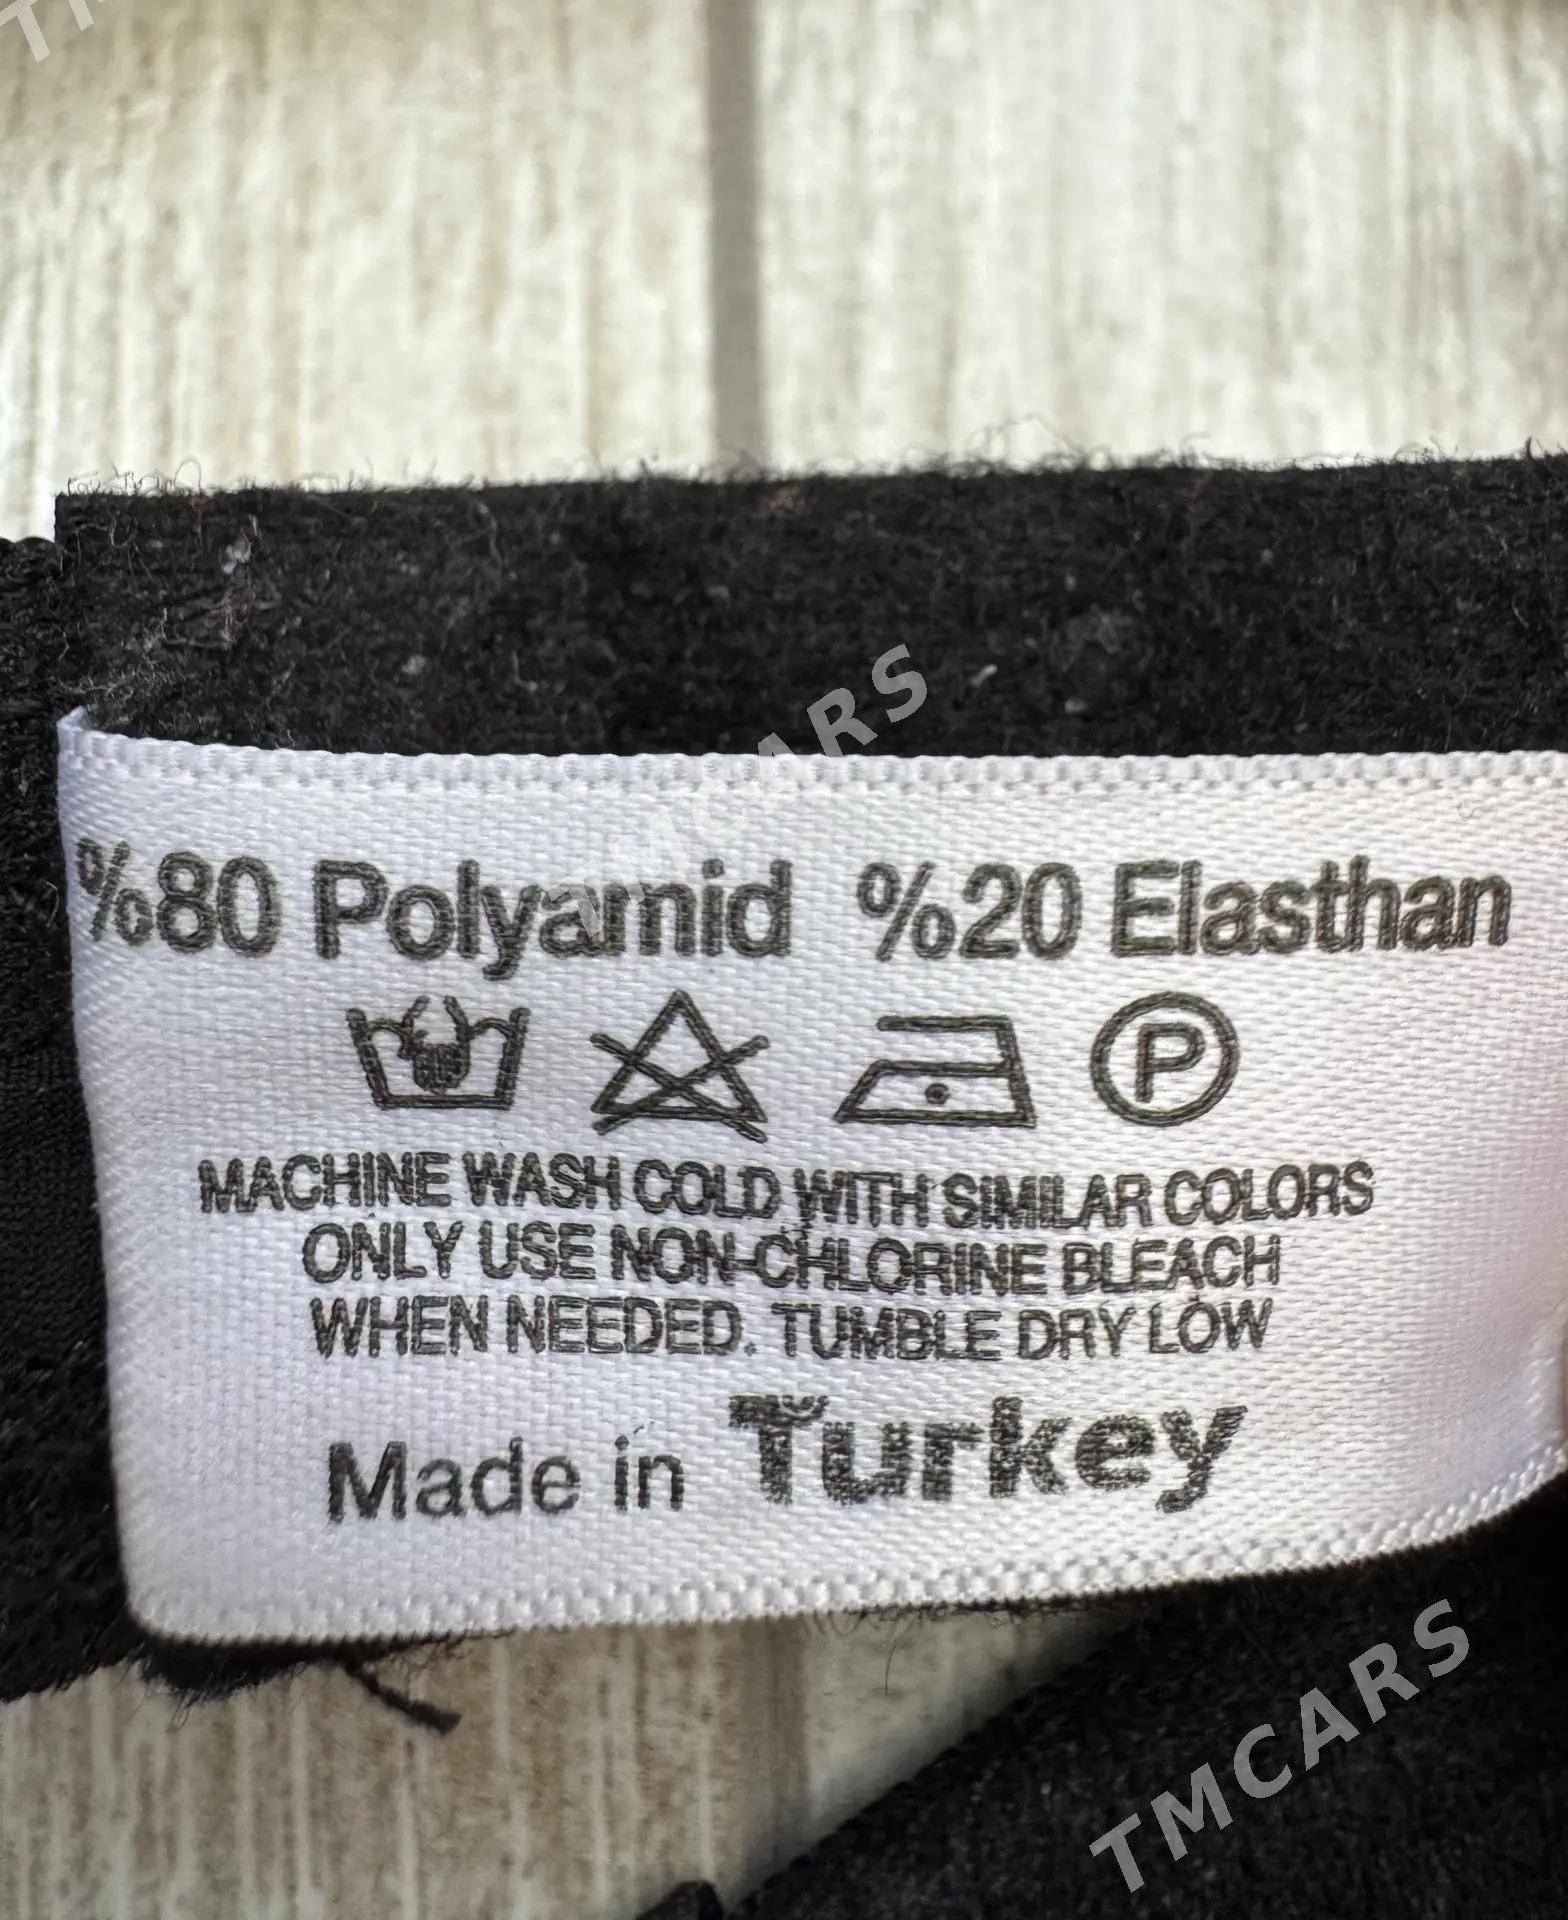 %80 Polyamid %20 Elasthan
P
MACHINE WASH COLD WITH SIMILAR COLORS
ONLY USE NON-CHLORINE BLEACH
WHEN NEEDED. TUMBLE DRY LOW
Made in Turkey
TMCARS
TMCARS